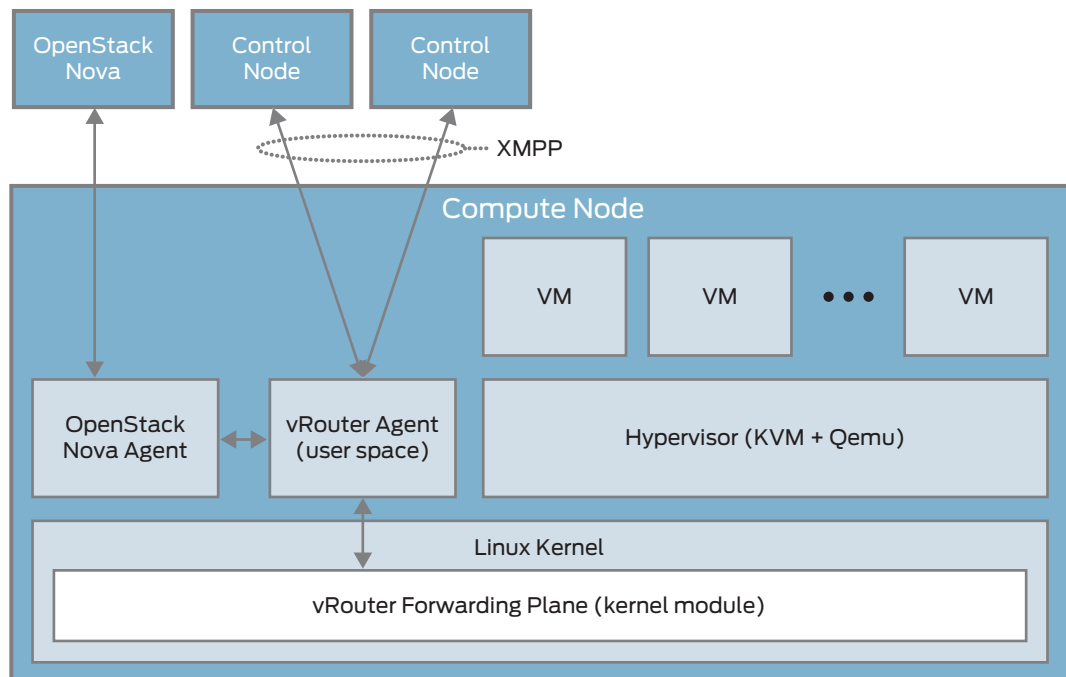 OpenStack
Nova
Control
Node
Control
Node
XMPP
Compute Node
VM
VM
VM
OpenStack
Nova Agent
vRouter Agent
(user space)
Hypervisor (KVM + Qemu)
Linux Kernel
vRouter Forwarding Plane (kernel module)